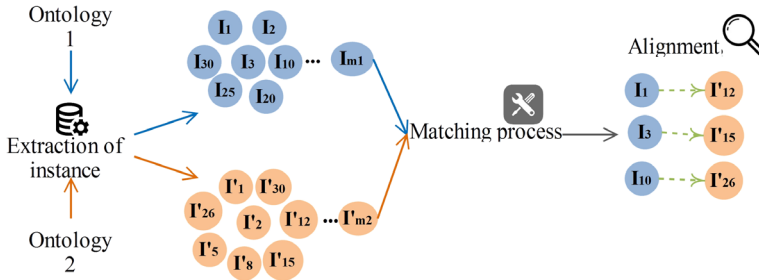 Ontology
1
Extraction of
instance
Ontology
2
I1
I2
I30
I3
I10
...
Im1
I25
I20
I'1
I'30
I'26
I'2
I'12
...
I'm2
I'5
I'8
I'15
Matching process
Alignment
I1
I'12
I3
I'15
I10
I'26